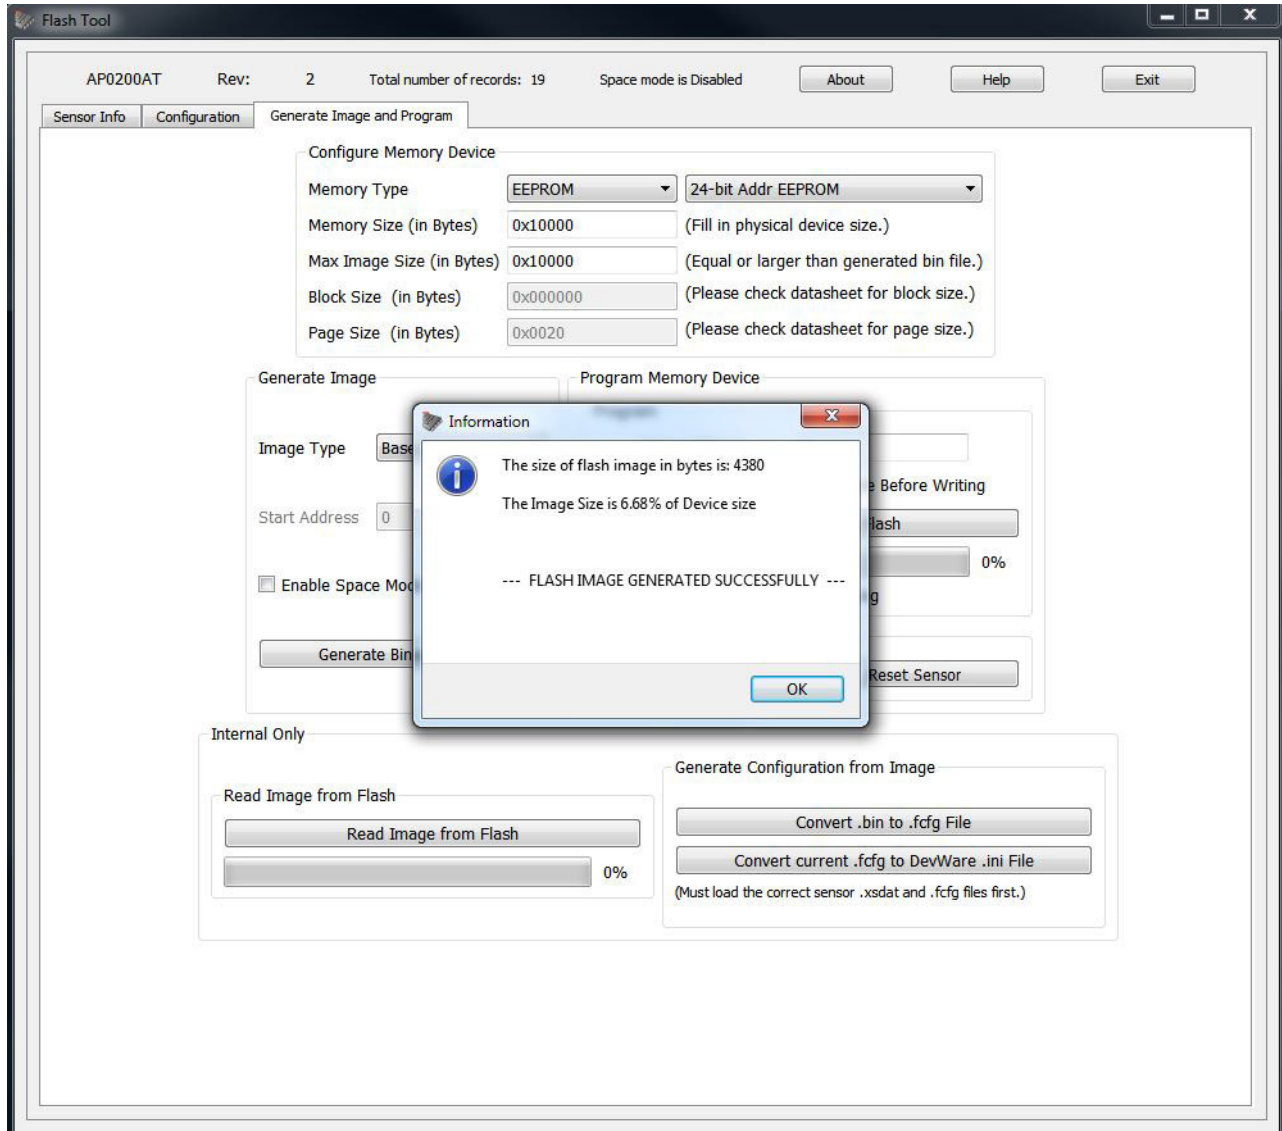 Flash Tool
AP0200AT Rev: 2 Total number of records: 19 Space mode is Disabled About Help Exit
Sensor Info Configuration Generate Image and Program
Configure Memory Device
Memory Type EEPROM 24-bit Addr EEPROM
Memory Size (in Bytes) 0x10000 (Fill in physical device size.)
Max Image Size (in Bytes) 0x10000 (Equal or larger than generated bin file.)
Block Size (in Bytes) 0x000000 (Please check datasheet for block size.)
Page Size (in Bytes) 0x0020 (Please check datasheet for page size.)
Generate Image Program Memory Device
Program
Information
Image Type Base
The size of flash image in bytes is: 4380
Before Writing
The Image Size is 6.68% of Device size
Start Address 0
0%
Enable Space
--- FLASH IMAGE GENERATED SUCCESSFULLY ---
Generate Bin
Reset Sensor
OK
Internal Only
Generate Configuration from Image
Read Image from Flash
Convert .bin to .fcfg File
Read Image from Flash
Convert current .fcfg to DevWare .ini File
0%
(Must load the correct sensor .xsdat and .fcfg files first.)